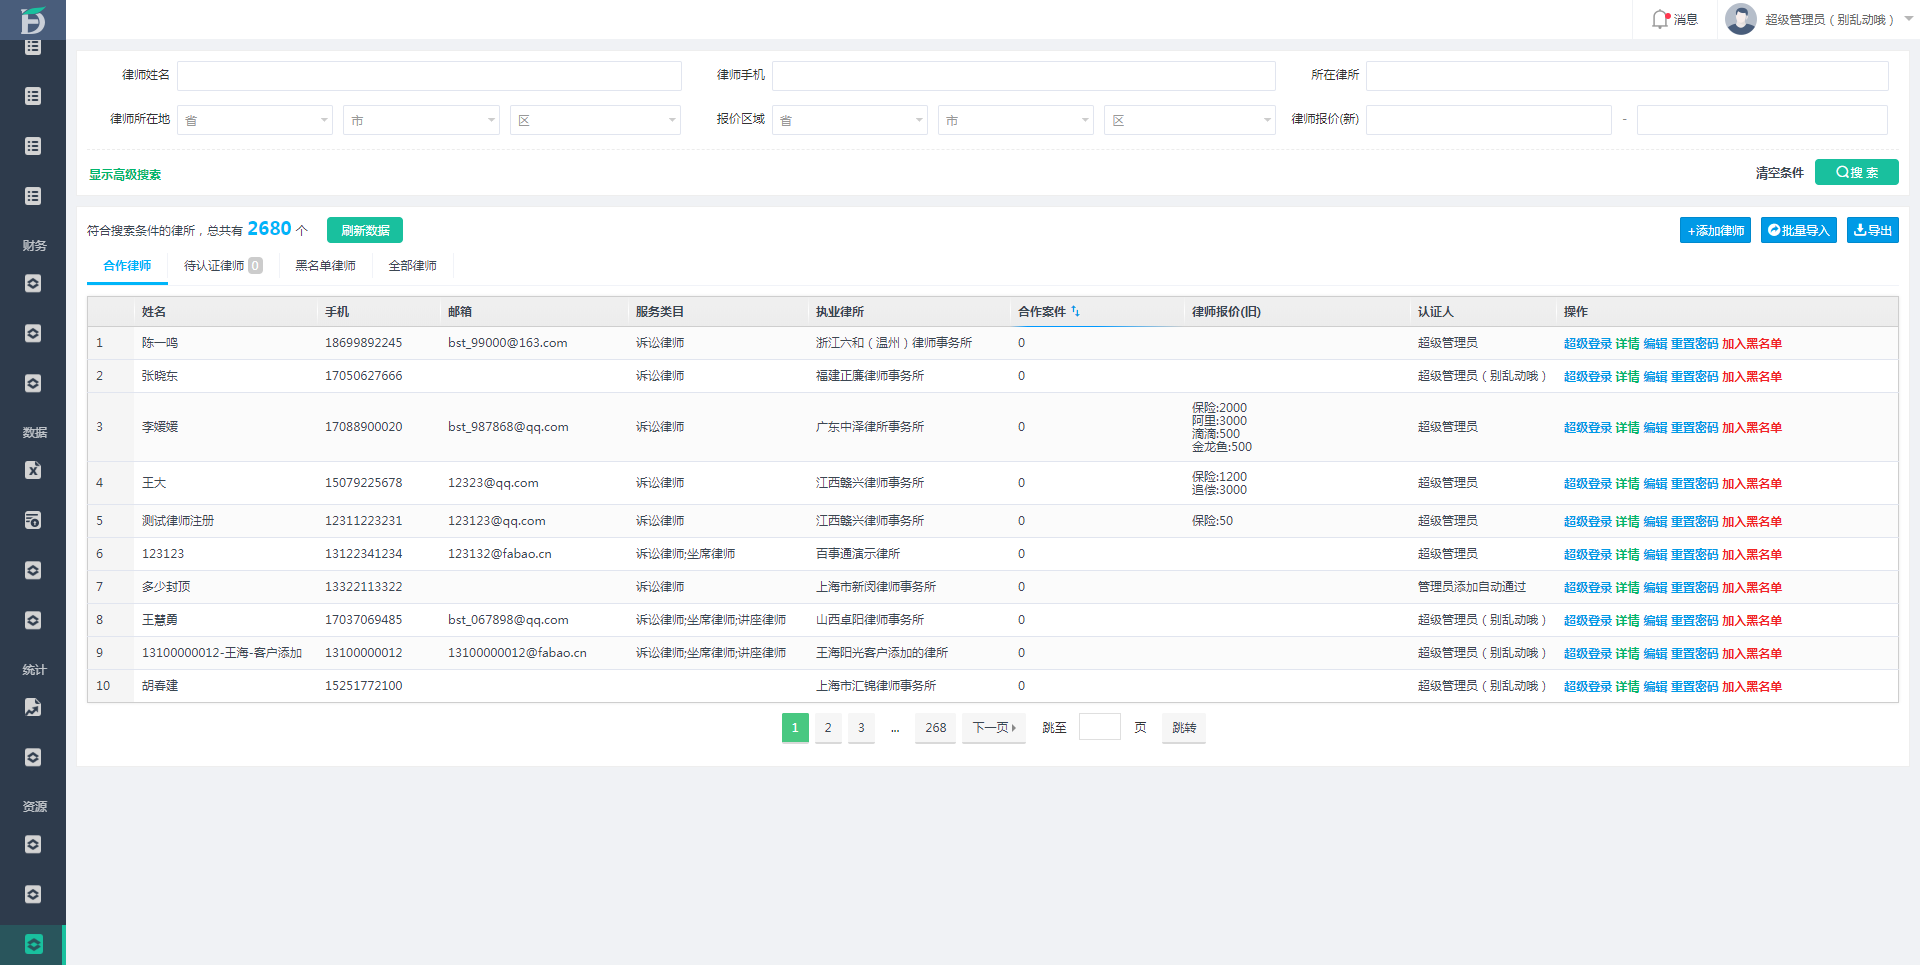 消息 超级管理员（别乱动哦）
律师姓名 律师手机 所在律所
律师所在地 省 市 区 报价区域 省 市 区 律师报价(新) -
显示高级搜索 清空条件 搜 索
财务
数据
统计
资源
符合搜索条件的律所，总共有 2680 个 刷新数据 +添加律师 批量导入 导出
合作律师 待认证律师 0 黑名单律师 全部律师
姓名 手机 邮箱 服务类目 执业律所 合作案件 律师报价(旧) 认证人 操作
1 陈一鸣 18699892245 bst_99000@163.com 诉讼律师 浙江六和（温州）律师事务所 0 超级管理员 超级登录 详情 编辑 重置密码 加入黑名单
2 张晓东 17050627666 诉讼律师 福建正廉律师事务所 0 超级管理员（别乱动哦） 超级登录 详情 编辑 重置密码 加入黑名单
3 李媛媛 17088900020 bst_987868@qq.com 诉讼律师 广东中泽律所事务所 0 保险:2000
阿里:3000
滴滴:500
金龙鱼:500
超级管理员 超级登录 详情 编辑 重置密码 加入黑名单
4 王大 15079225678 12323@qq.com 诉讼律师 江西赣兴律师事务所 0 保险:1200
追偿:3000
超级管理员 超级登录 详情 编辑 重置密码 加入黑名单
5 测试律师注册 12311223231 123123@qq.com 诉讼律师 江西赣兴律师事务所 0 保险:50 超级管理员 超级登录 详情 编辑 重置密码 加入黑名单
6 123123 13122341234 123132@fabao.cn 诉讼律师;坐席律师 百事通演示律所 0 超级管理员 超级登录 详情 编辑 重置密码 加入黑名单
7 多少封顶 13322113322 诉讼律师 上海市新闵律师事务所 0 管理员添加自动通过 超级登录 详情 编辑 重置密码 加入黑名单
8 王慧勇 17037069485 bst_067898@qq.com 诉讼律师;坐席律师;讲座律师 山西卓阳律师事务所 0 超级管理员（别乱动哦） 超级登录 详情 编辑 重置密码 加入黑名单
9 13100000012-王海-客户添加 13100000012 13100000012@fabao.cn 诉讼律师;坐席律师;讲座律师 王海阳光客户添加的律所 0 超级管理员（别乱动哦） 超级登录 详情 编辑 重置密码 加入黑名单
10 胡春建 15251772100 上海市汇锦律师事务所 0 超级管理员（别乱动哦） 超级登录 详情 编辑 重置密码 加入黑名单
1 2 3 ... 268 下一页 跳至 页 跳转